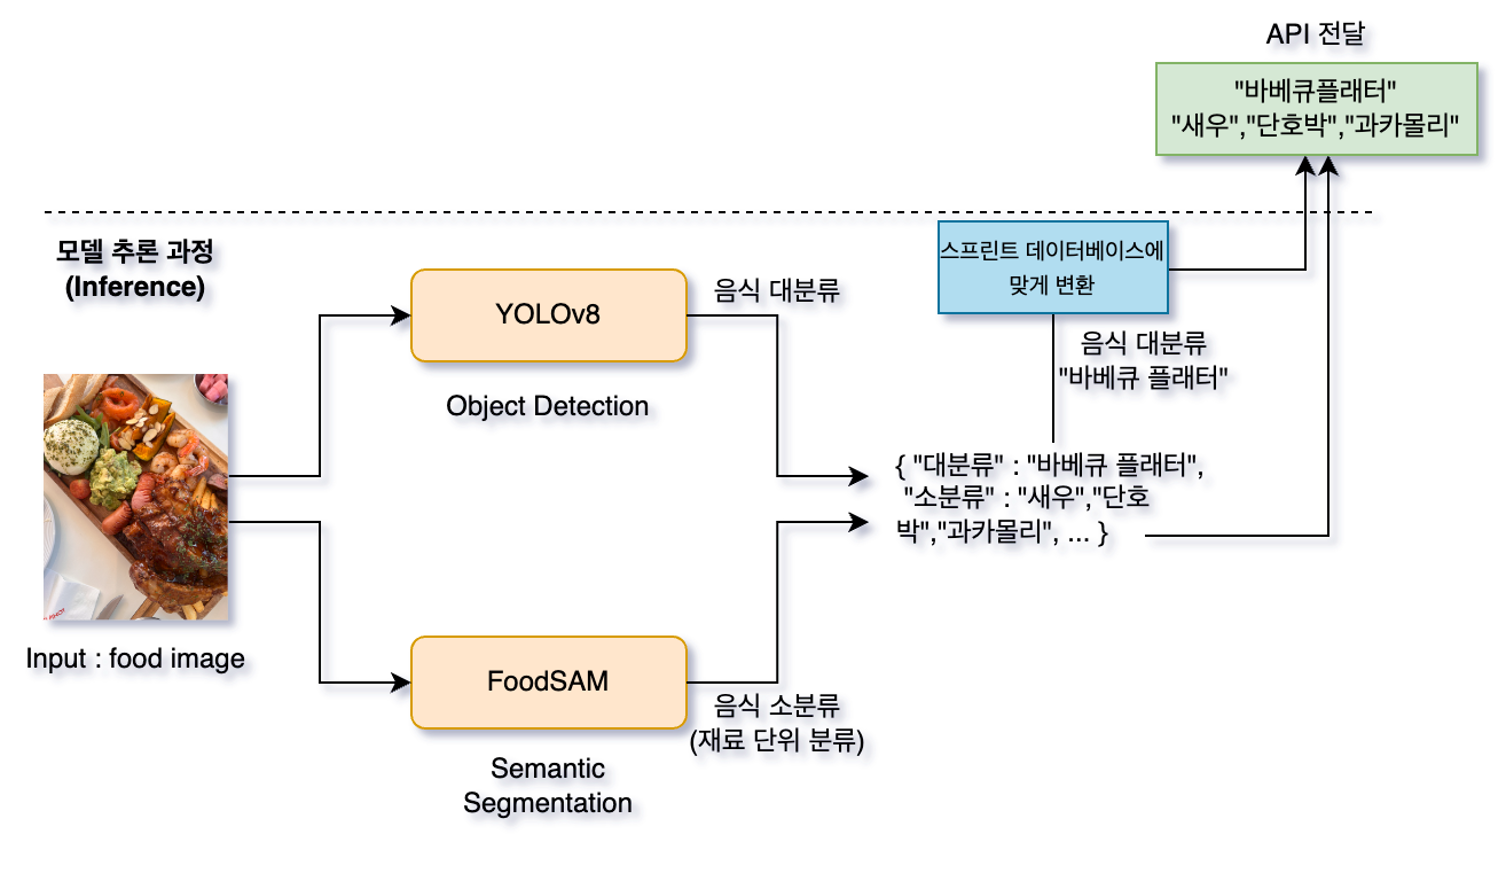 API 전달
"바베큐플래터"
"새우","단호박","과카몰리"
모델 추론 과정
(Inference)
YOLOv8
음식 대분류
Object Detection
스프린트 데이터베이스에
맞게 변환
음식 대분류
"바베큐 플래터"
{ "대분류" : "바베큐 플래터",
"소분류" : "새우","단호
박","과카몰리", ... }
Input : food image
FoodSAM
음식 소분류
(재료 단위 분류)
Semantic
Segmentation